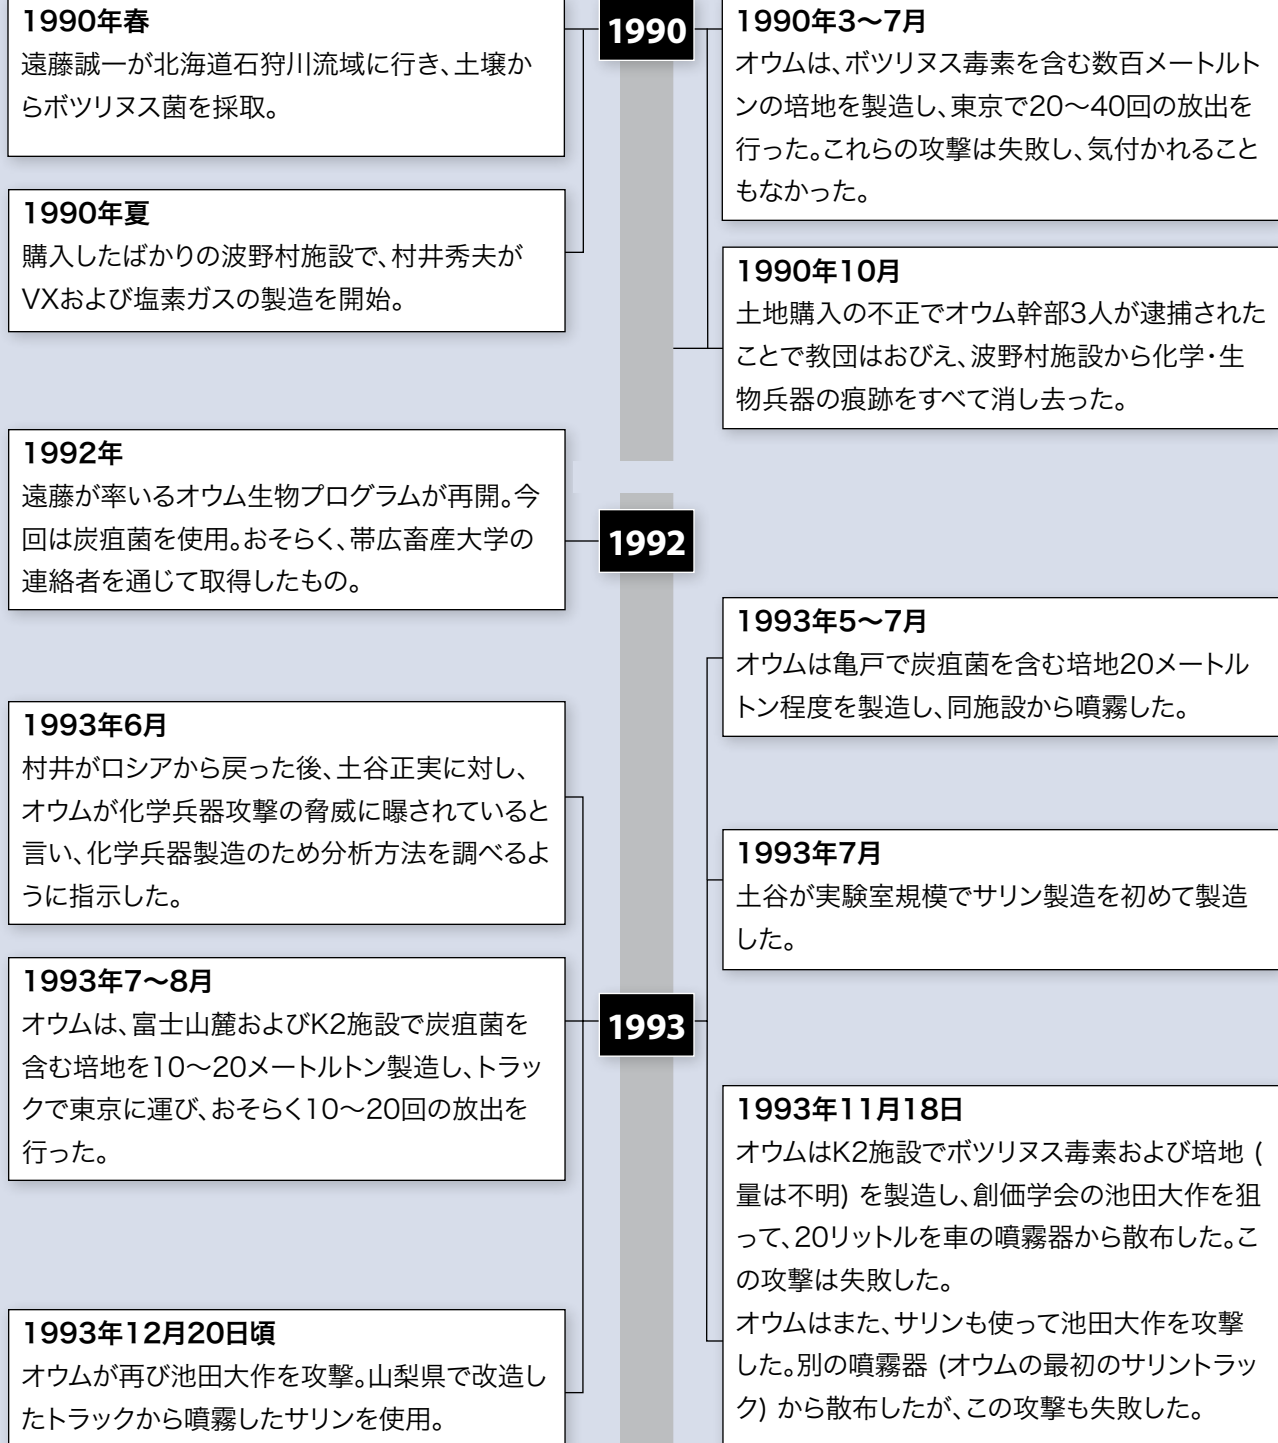 1990年春
遠藤誠一が北海道石狩川流域に行き、土壌か
らボツリヌス菌を採取。
1990
1990年3〜7月
オウムは、ボツリヌス毒素を含む数百メートルト
ンの培地を製造し、東京で20〜40回の放出を
行った。これらの攻撃は失敗し、気付かれること
もなかった。
1990年夏
購入したばかりの波野村施設で、村井秀夫が
VXおよび塩素ガスの製造を開始。
1990年10月
土地購入の不正でオウム幹部3人が逮捕された
ことで教団はおびえ、波野村施設から化学・生
物兵器の痕跡をすべて消し去った。
1992年
遠藤が率いるオウム生物プログラムが再開。今
回は炭疽菌を使用。おそらく、帯広畜産大学の
連絡者を通じて取得したもの。
1992
1993年5〜7月
オウムは亀戸で炭疽菌を含む培地20メートル
トン程度を製造し、同施設から噴霧した。
1993年6月
村井がロシアから戻った後、土谷正実に対し、
オウムが化学兵器攻撃の脅威に曝されていると
言い、化学兵器製造のため分析方法を調べるよ
うに指示した。
1993年7月
土谷が実験室規模でサリン製造を初めて製造
した。
1993年7〜8月
オウムは、富士山麓およびK2施設で炭疽菌を
含む培地を10〜20メートルトン製造し、トラッ
クで東京に運び、おそらく10〜20回の放出を
行った。
1993
1993年11月18日
オウムはK2施設でボツリヌス毒素および培地 (
量は不明) を製造し、創価学会の池田大作を狙
って、20リットルを車の噴霧器から散布した。こ
の攻撃は失敗した。
オウムはまた、サリンも使って池田大作を攻撃
した。別の噴霧器 (オウムの最初のサリントラッ
ク) から散布したが、この攻撃も失敗した。
1993年12月20日頃
オウムが再び池田大作を攻撃。山梨県で改造し
たトラックから噴霧したサリンを使用。